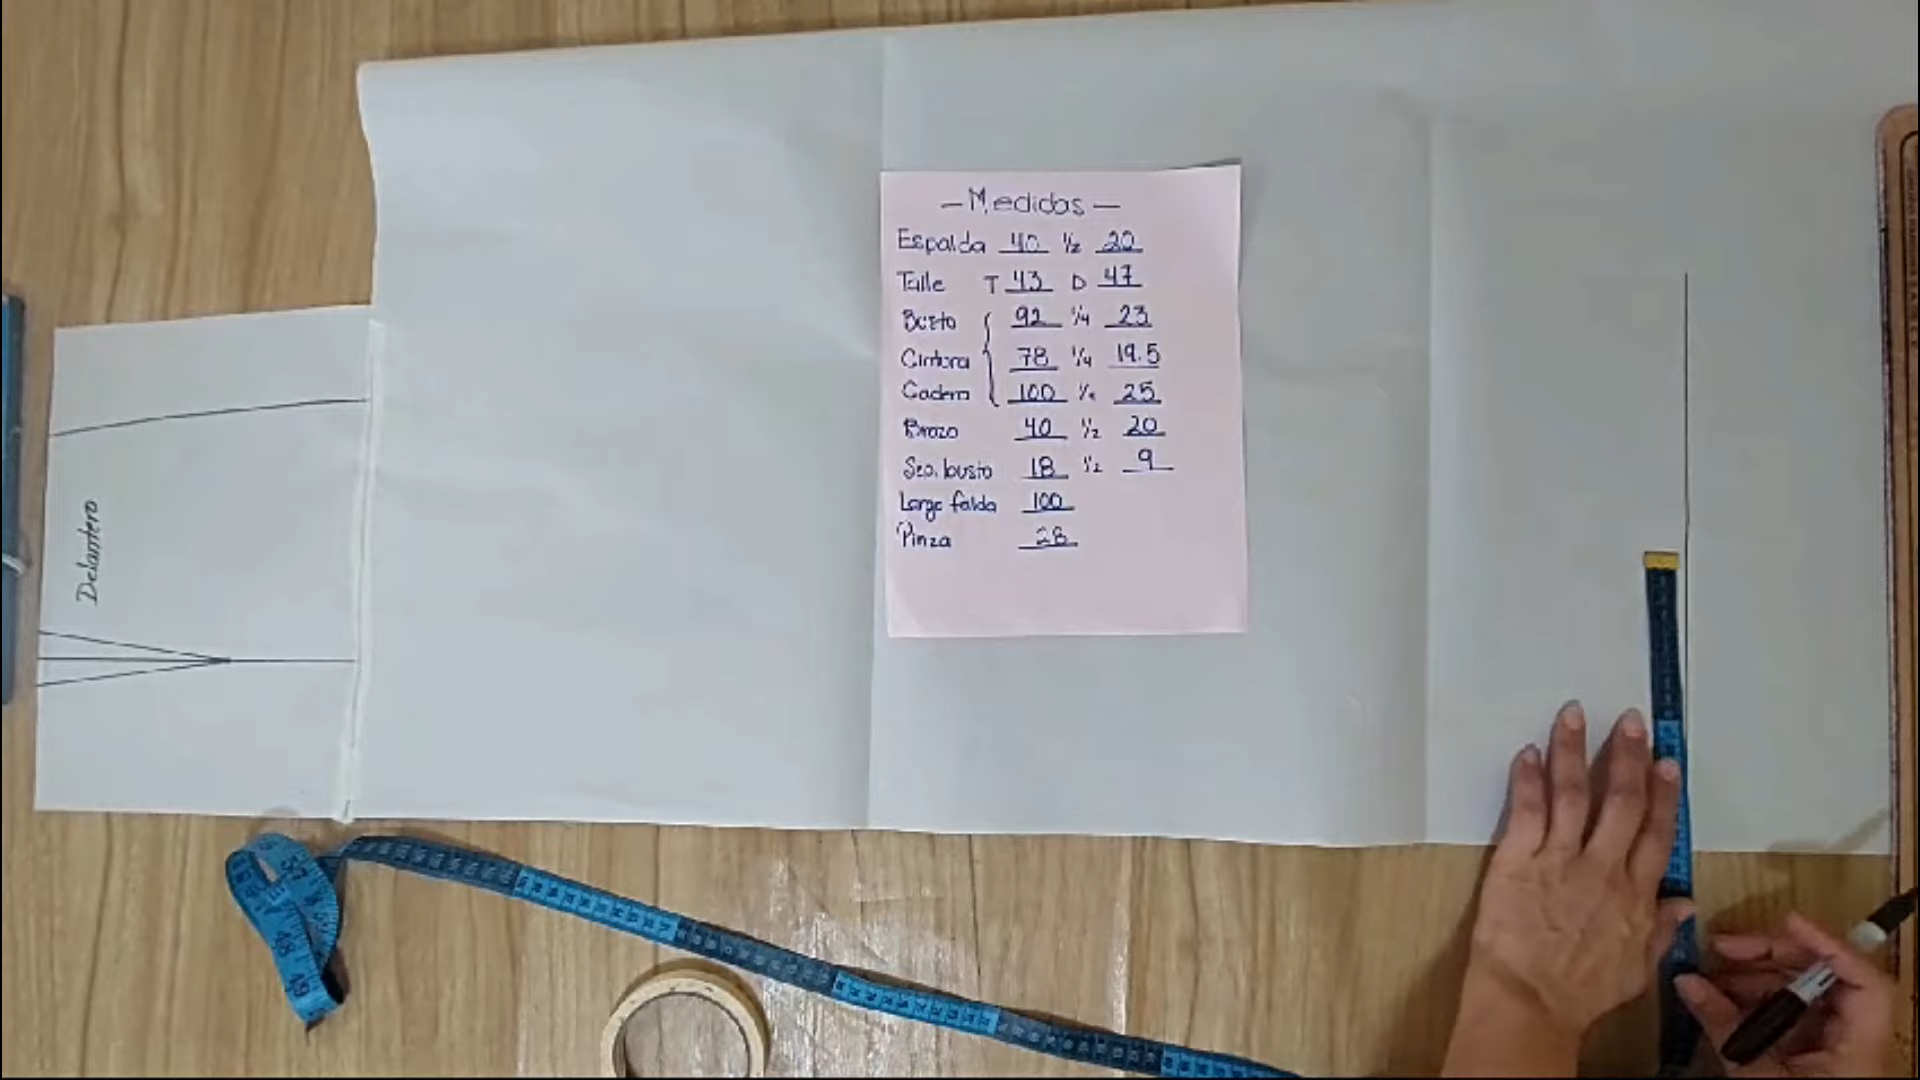 — Medidas —
Espalda 40 1/2 20
Talle T 43 D 47
Busto 92 1/4 23
Cintura 78 1/4 19.5
Cadera 100 1/4 25
Brazo 40 1/2 20
Sep. busto 18 1/2 9
Largo falda 100
Pinza 28
Delantero